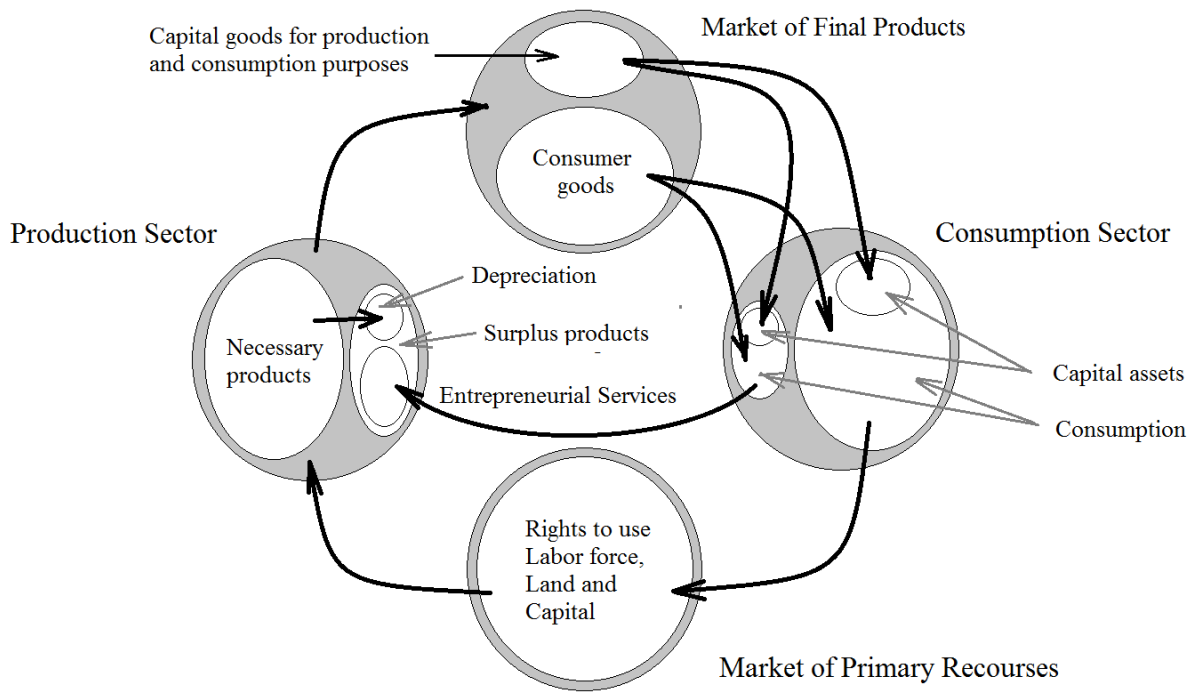 Market of Final Products
Capital goods for production
and consumption purposes
Consumer
goods
Production Sector
Consumption Sector
Depreciation
Surplus products
Necessary
products
Entrepreneurial Services
Capital assets
Consumption
Rights to use
Labor force,
Land and
Capital
Market of Primary Recourses